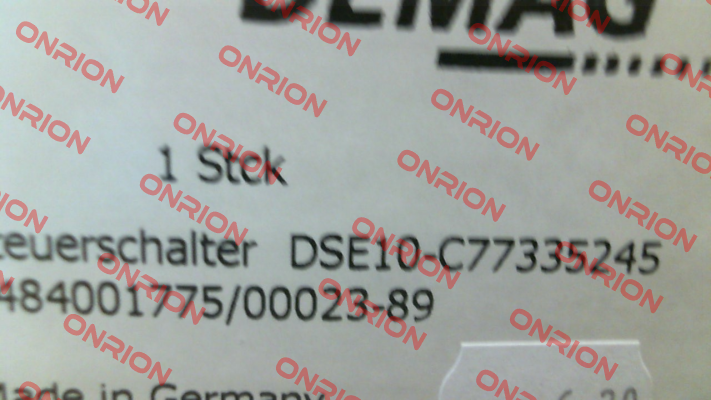 DEMAG
1 Stck
teuerschalter DSE10-C77335245
484001775/00023-89
Made in Germany